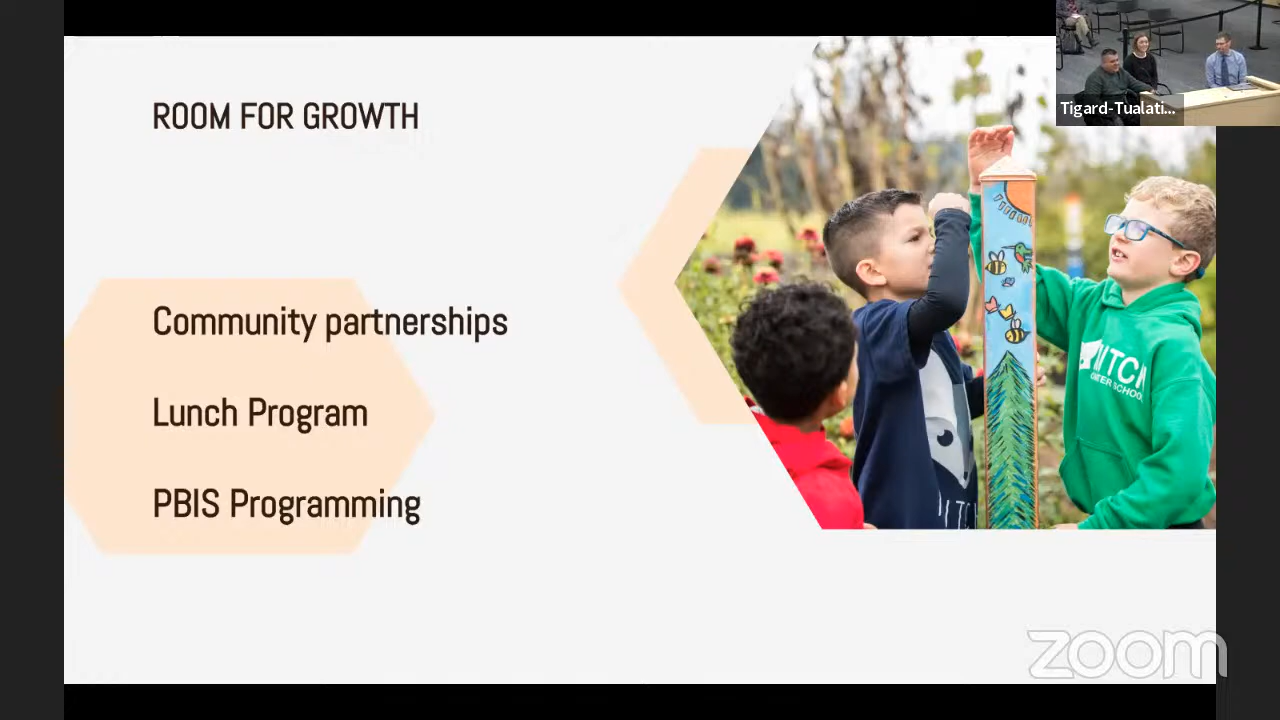 ROOM FOR GROWTH
Community partnerships
Lunch Program
PBIS Programming
Tigard-Tualati...
zoom